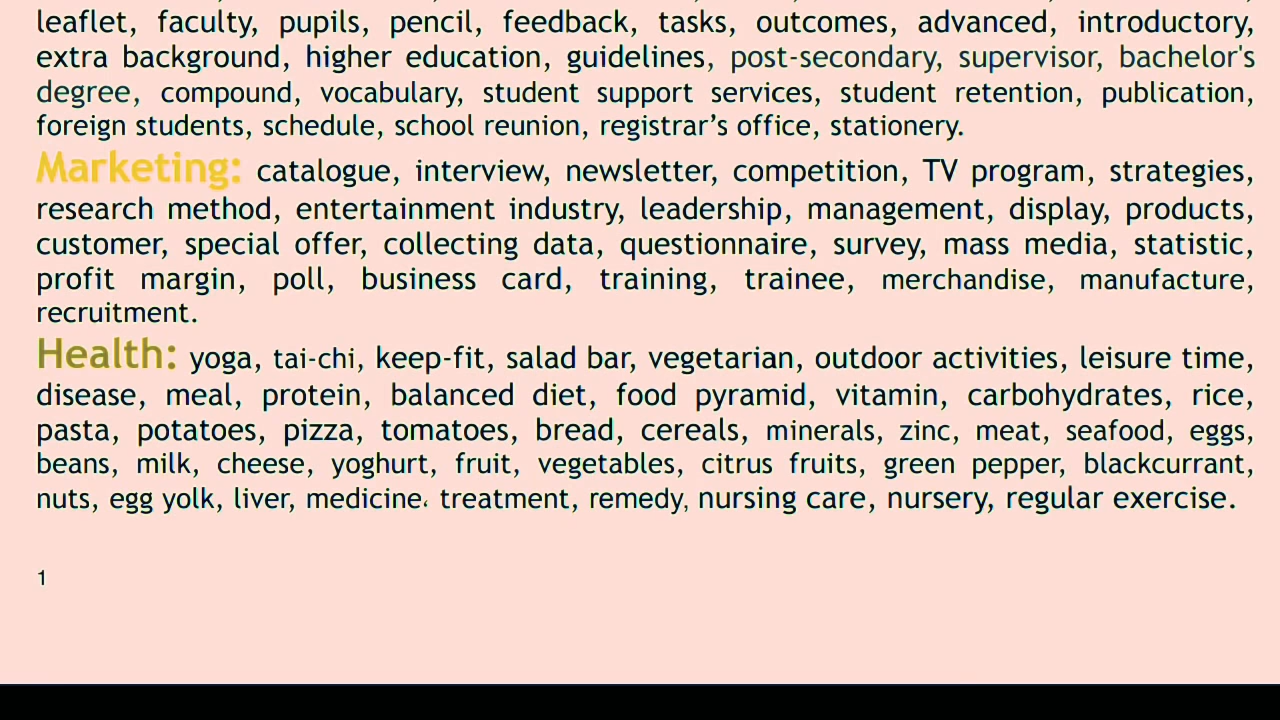 leaflet, faculty, pupils, pencil, feedback, tasks, outcomes, advanced, introductory,
extra background, higher education, guidelines, post-secondary, supervisor, bachelor's
degree, compound, vocabulary, student support services, student retention, publication,
foreign students, schedule, school reunion, registrar’s office, stationery.
Marketing: catalogue, interview, newsletter, competition, TV program, strategies,
research method, entertainment industry, leadership, management, display, products,
customer, special offer, collecting data, questionnaire, survey, mass media, statistic,
profit margin, poll, business card, training, trainee, merchandise, manufacture,
recruitment.
Health: yoga, tai-chi, keep-fit, salad bar, vegetarian, outdoor activities, leisure time,
disease, meal, protein, balanced diet, food pyramid, vitamin, carbohydrates, rice,
pasta, potatoes, pizza, tomatoes, bread, cereals, minerals, zinc, meat, seafood, eggs,
beans, milk, cheese, yoghurt, fruit, vegetables, citrus fruits, green pepper, blackcurrant,
nuts, egg yolk, liver, medicine، treatment, remedy, nursing care, nursery, regular exercise.
1